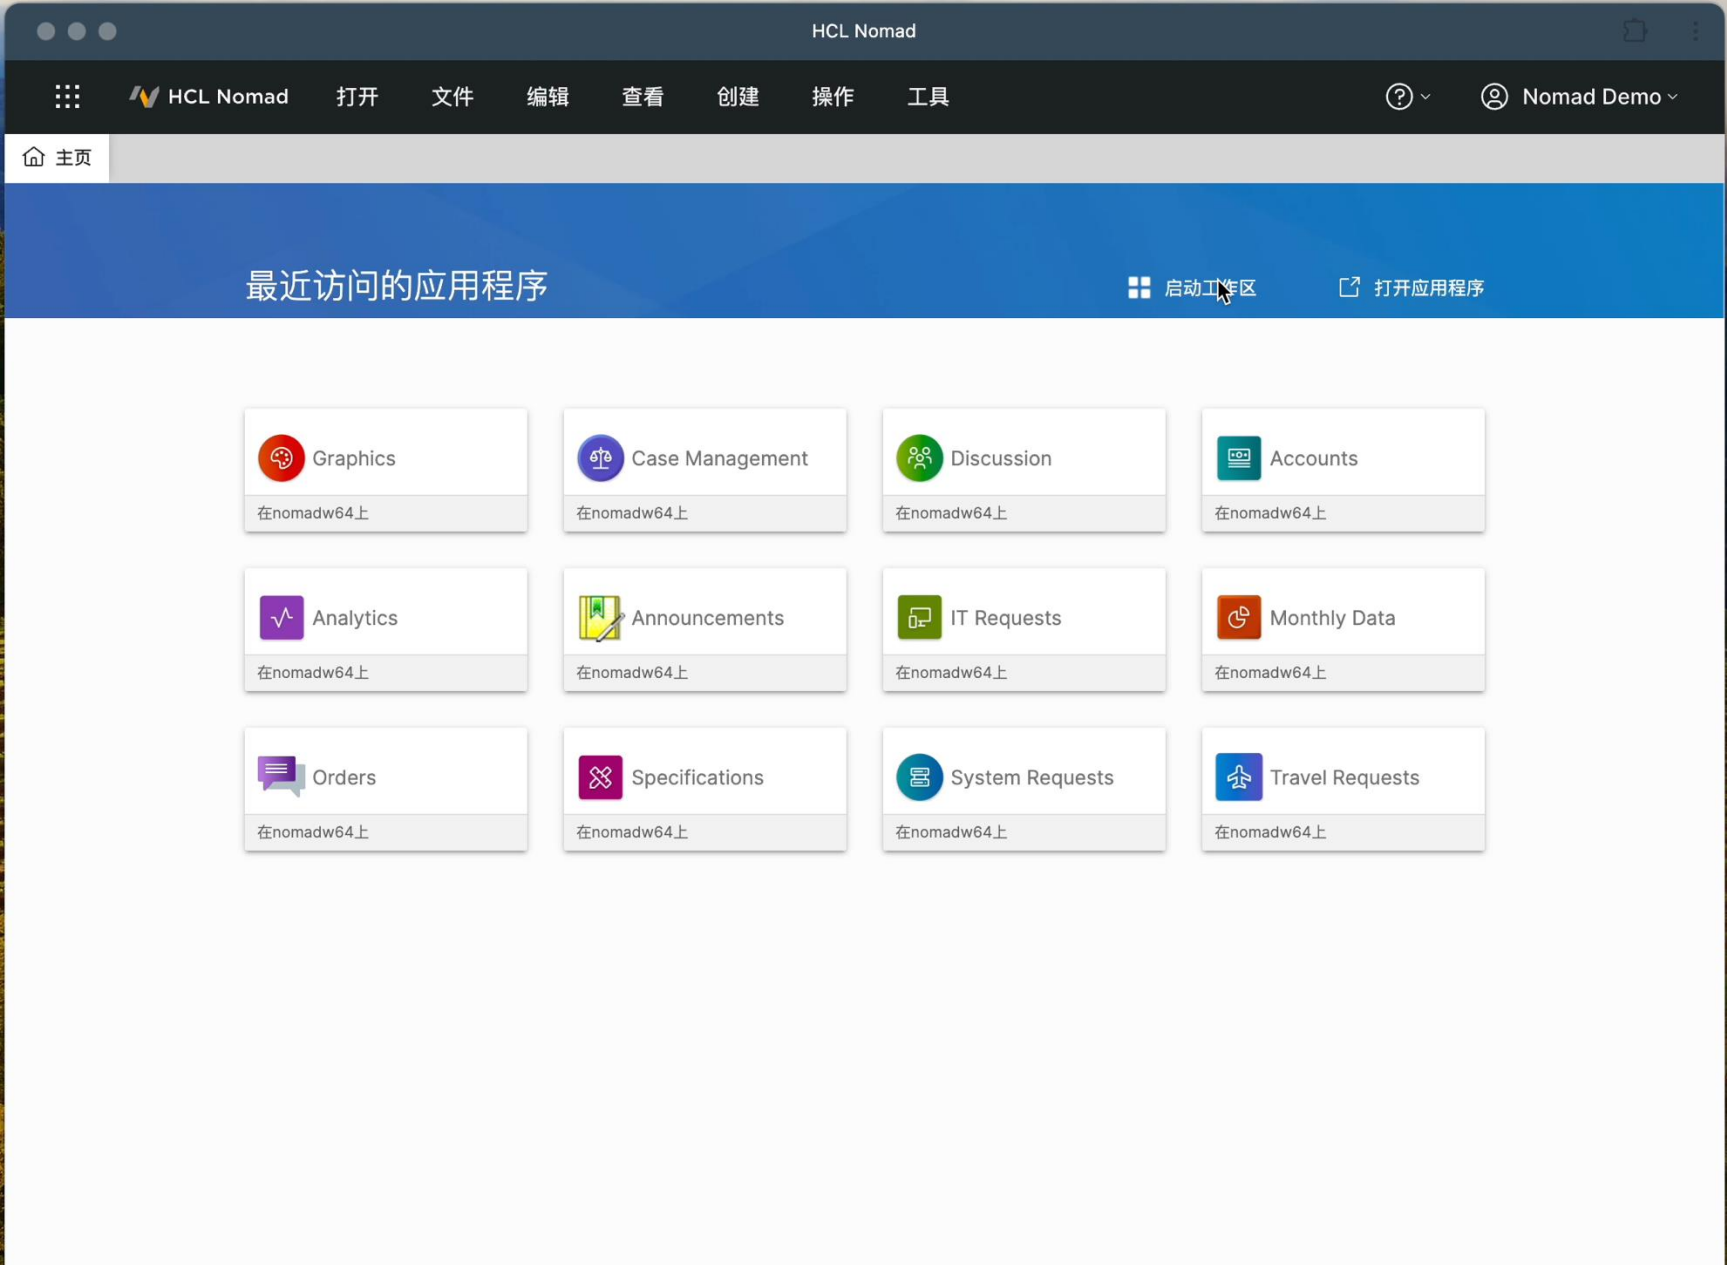 HCL Nomad
HCL Nomad 打开 文件 编辑 查看 创建 操作 工具 Nomad Demo
主页
最近访问的应用程序 启动工作区 打开应用程序
Graphics Case Management Discussion Accounts
在nomadw64上 在nomadw64上 在nomadw64上 在nomadw64上
Analytics Announcements IT Requests Monthly Data
在nomadw64上 在nomadw64上 在nomadw64上 在nomadw64上
Orders Specifications System Requests Travel Requests
在nomadw64上 在nomadw64上 在nomadw64上 在nomadw64上